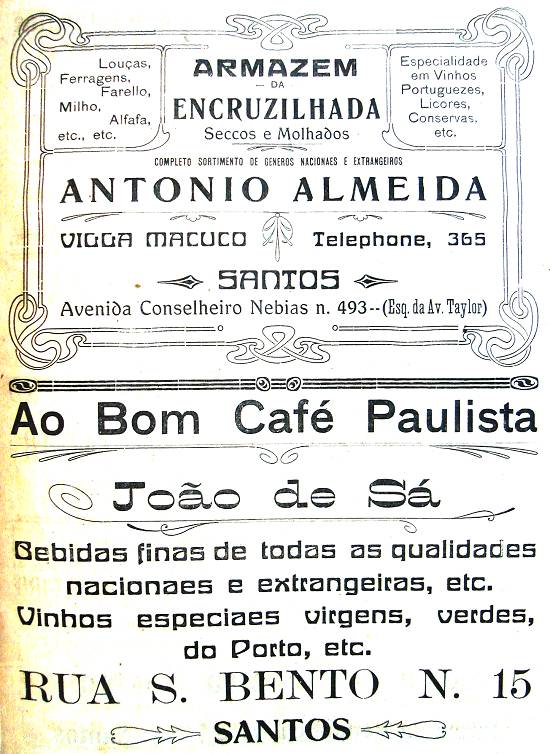 Louças,
Ferragens,
Farello,
Milho,
Alfafa,
etc., etc.
ARMAZEM
— DA —
ENCRUZILHADA
Seccos e Molhados
Especialidade
em Vinhos
Portuguezes,
Licores,
Conservas,
etc.
COMPLETO SORTIMENTO DE GENEROS NACIONAES E EXTRANGEIROS
ANTONIO ALMEIDA
VILLA MACUCO Telephone, 365
SANTOS
Avenida Conselheiro Nebias n. 493--(Esq. da Av. Taylor)
Ao Bom Café Paulista
João de Sá
Bebidas finas de todas as qualidades
nacionaes e extrangeiras, etc.
Vinhos especiaes virgens, verdes,
do Porto, etc.
RUA S. BENTO N. 15
SANTOS